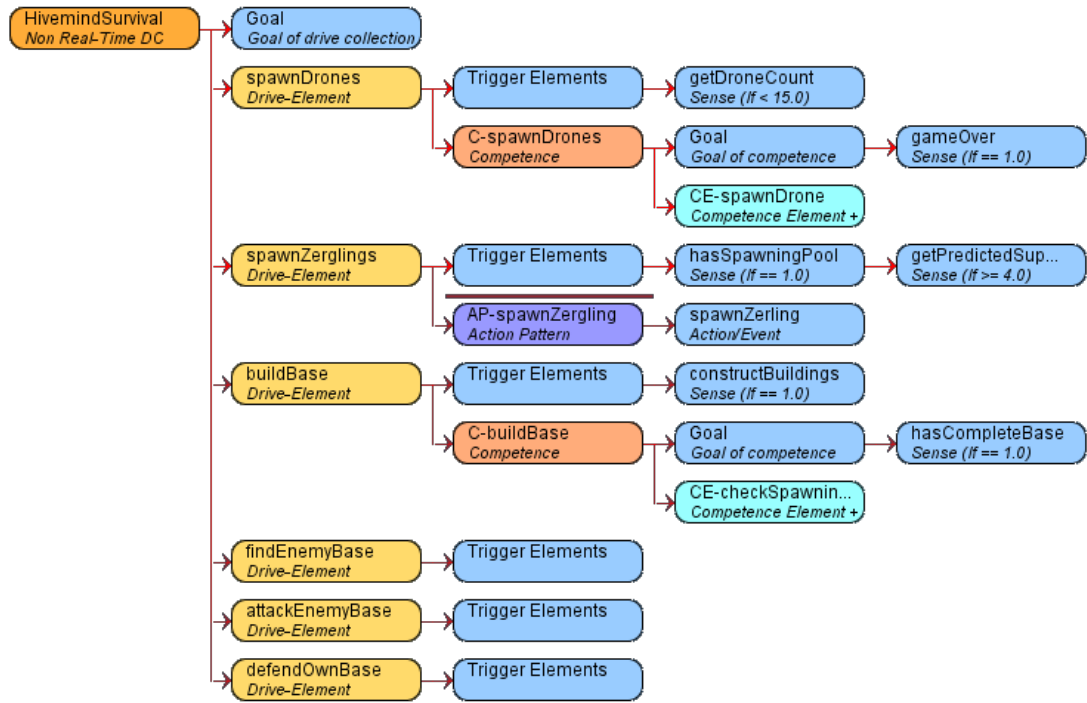 HivemindSurvival
Non Real-Time DC
Goal
Goal of drive collection
spawnDrones
Drive-Element
Trigger Elements
getDroneCount
Sense (If < 15.0)
C-spawnDrones
Competence
Goal
Goal of competence
gameOver
Sense (If == 1.0)
CE-spawnDrone
Competence Element +
spawnZerglings
Drive-Element
Trigger Elements
hasSpawningPool
Sense (If == 1.0)
getPredictedSup...
Sense (If >= 4.0)
AP-spawnZergling
Action Pattern
spawnZerling
Action/Event
buildBase
Drive-Element
Trigger Elements
constructBuildings
Sense (If == 1.0)
C-buildBase
Competence
Goal
Goal of competence
hasCompleteBase
Sense (If == 1.0)
CE-checkSpawnin...
Competence Element +
findEnemyBase
Drive-Element
Trigger Elements
attackEnemyBase
Drive-Element
Trigger Elements
defendOwnBase
Drive-Element
Trigger Elements